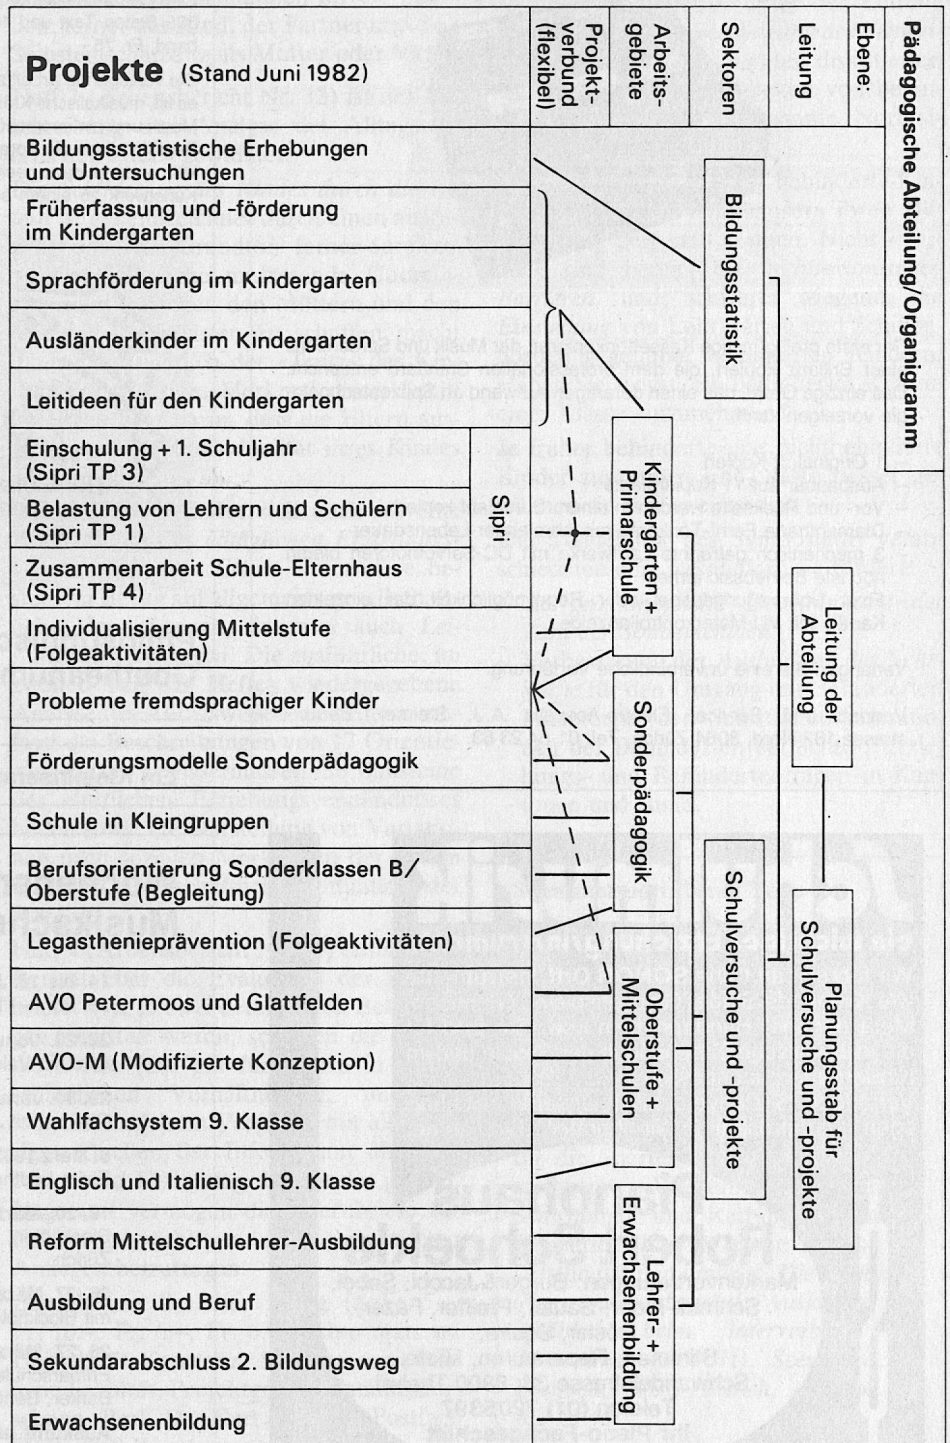 Projekte (Stand Juni 1982)
Bildungsstatistische Erhebungen
und Untersuchungen
Früherfassung und -förderung
im Kindergarten
Sprachförderung im Kindergarten
Ausländerkinder im Kindergarten
Leitideen für den Kindergarten
Einschulung + 1. Schuljahr
(Sipri TP 3)
Belastung von Lehrern und Schülern
(Sipri TP 1)
Zusammenarbeit Schule-Elternhaus
(Sipri TP 4)
Individualisierung Mittelstufe
(Folgeaktivitäten)
Probleme fremdsprachiger Kinder
Förderungsmodelle Sonderpädagogik
Schule in Kleingruppen
Berufsorientierung Sonderklassen B/
Oberstufe (Begleitung)
Legasthenieprävention (Folgeaktivitäten)
AVO Petermoos und Glattfelden
AVO-M (Modifizierte Konzeption)
Wahlfachsystem 9. Klasse
Englisch und Italienisch 9. Klasse
Reform Mittelschullehrer-Ausbildung
Ausbildung und Beruf
Sekundarabschluss 2. Bildungsweg
Erwachsenenbildung
Sipri
Pädagogische Abteilung/Organigramm
Ebene:
Leitung
Sektionen
Arbeits-
gebiete
Projekt-
verbund
(flexibel)
Bildungsstatistik
Kindergarten +
Primarschule
Leitung der
Abteilung
Sonderpädagogik
Schulversuche und -projekte
Planungsstab für
Schulversuche und -projekte
Oberstufe +
Mittelschulen
Lehrer- +
Erwachsenenbildung